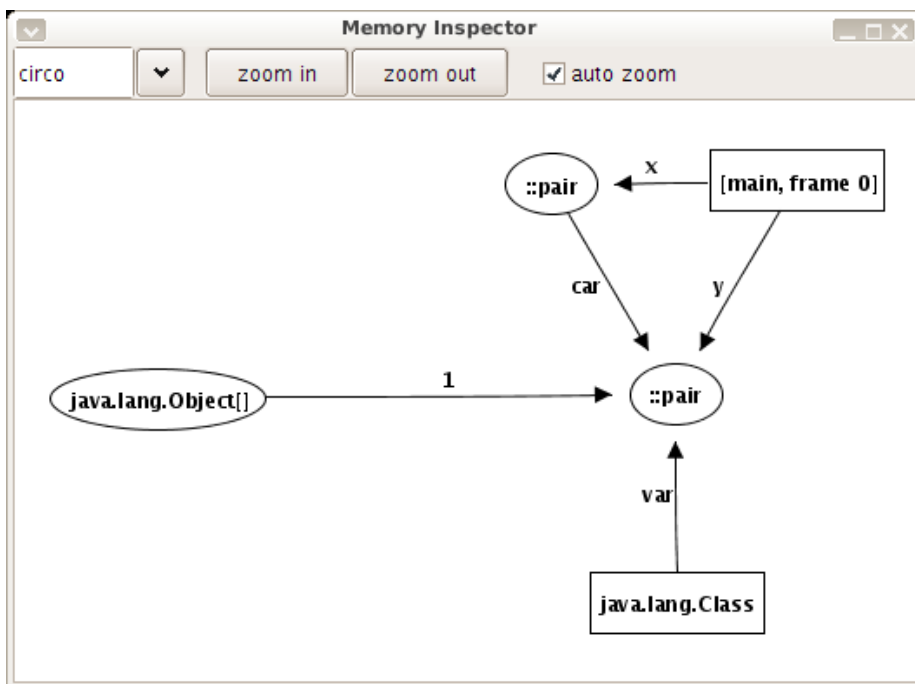 Memory Inspector
circo
zoom in
zoom out
auto zoom
x
::pair
[main, frame 0]
car
y
1
java.lang.Object[]
::pair
var
java.lang.Class